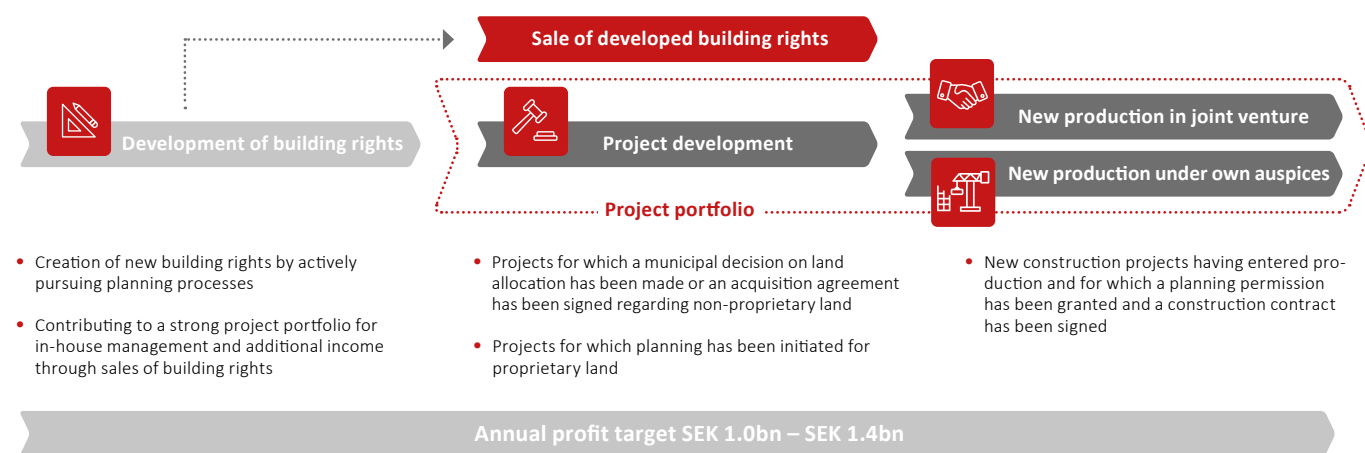 Sale of developed building rights
Development of building rights
Project development
New production in joint venture
New production under own auspices
Project portfolio
• Creation of new building rights by actively
pursuing planning processes
• Contributing to a strong project portfolio for
in-house management and additional income
through sales of building rights
• Projects for which a municipal decision on land
allocation has been made or an acquisition agreement
has been signed regarding non-proprietary land
• Projects for which planning has been initiated for
proprietary land
• New construction projects having entered pro-
duction and for which a planning permission
has been granted and a construction contract
has been signed
Annual profit target SEK 1.0bn – SEK 1.4bn